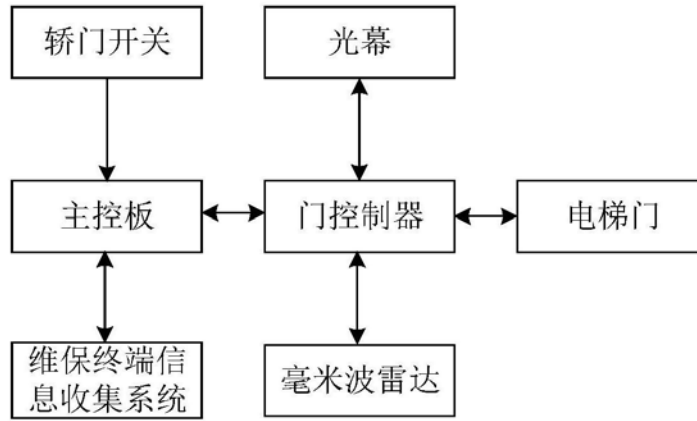 轿门开关
光幕
主控板
门控制器
电梯门
维保终端信
息收集系统
毫米波雷达